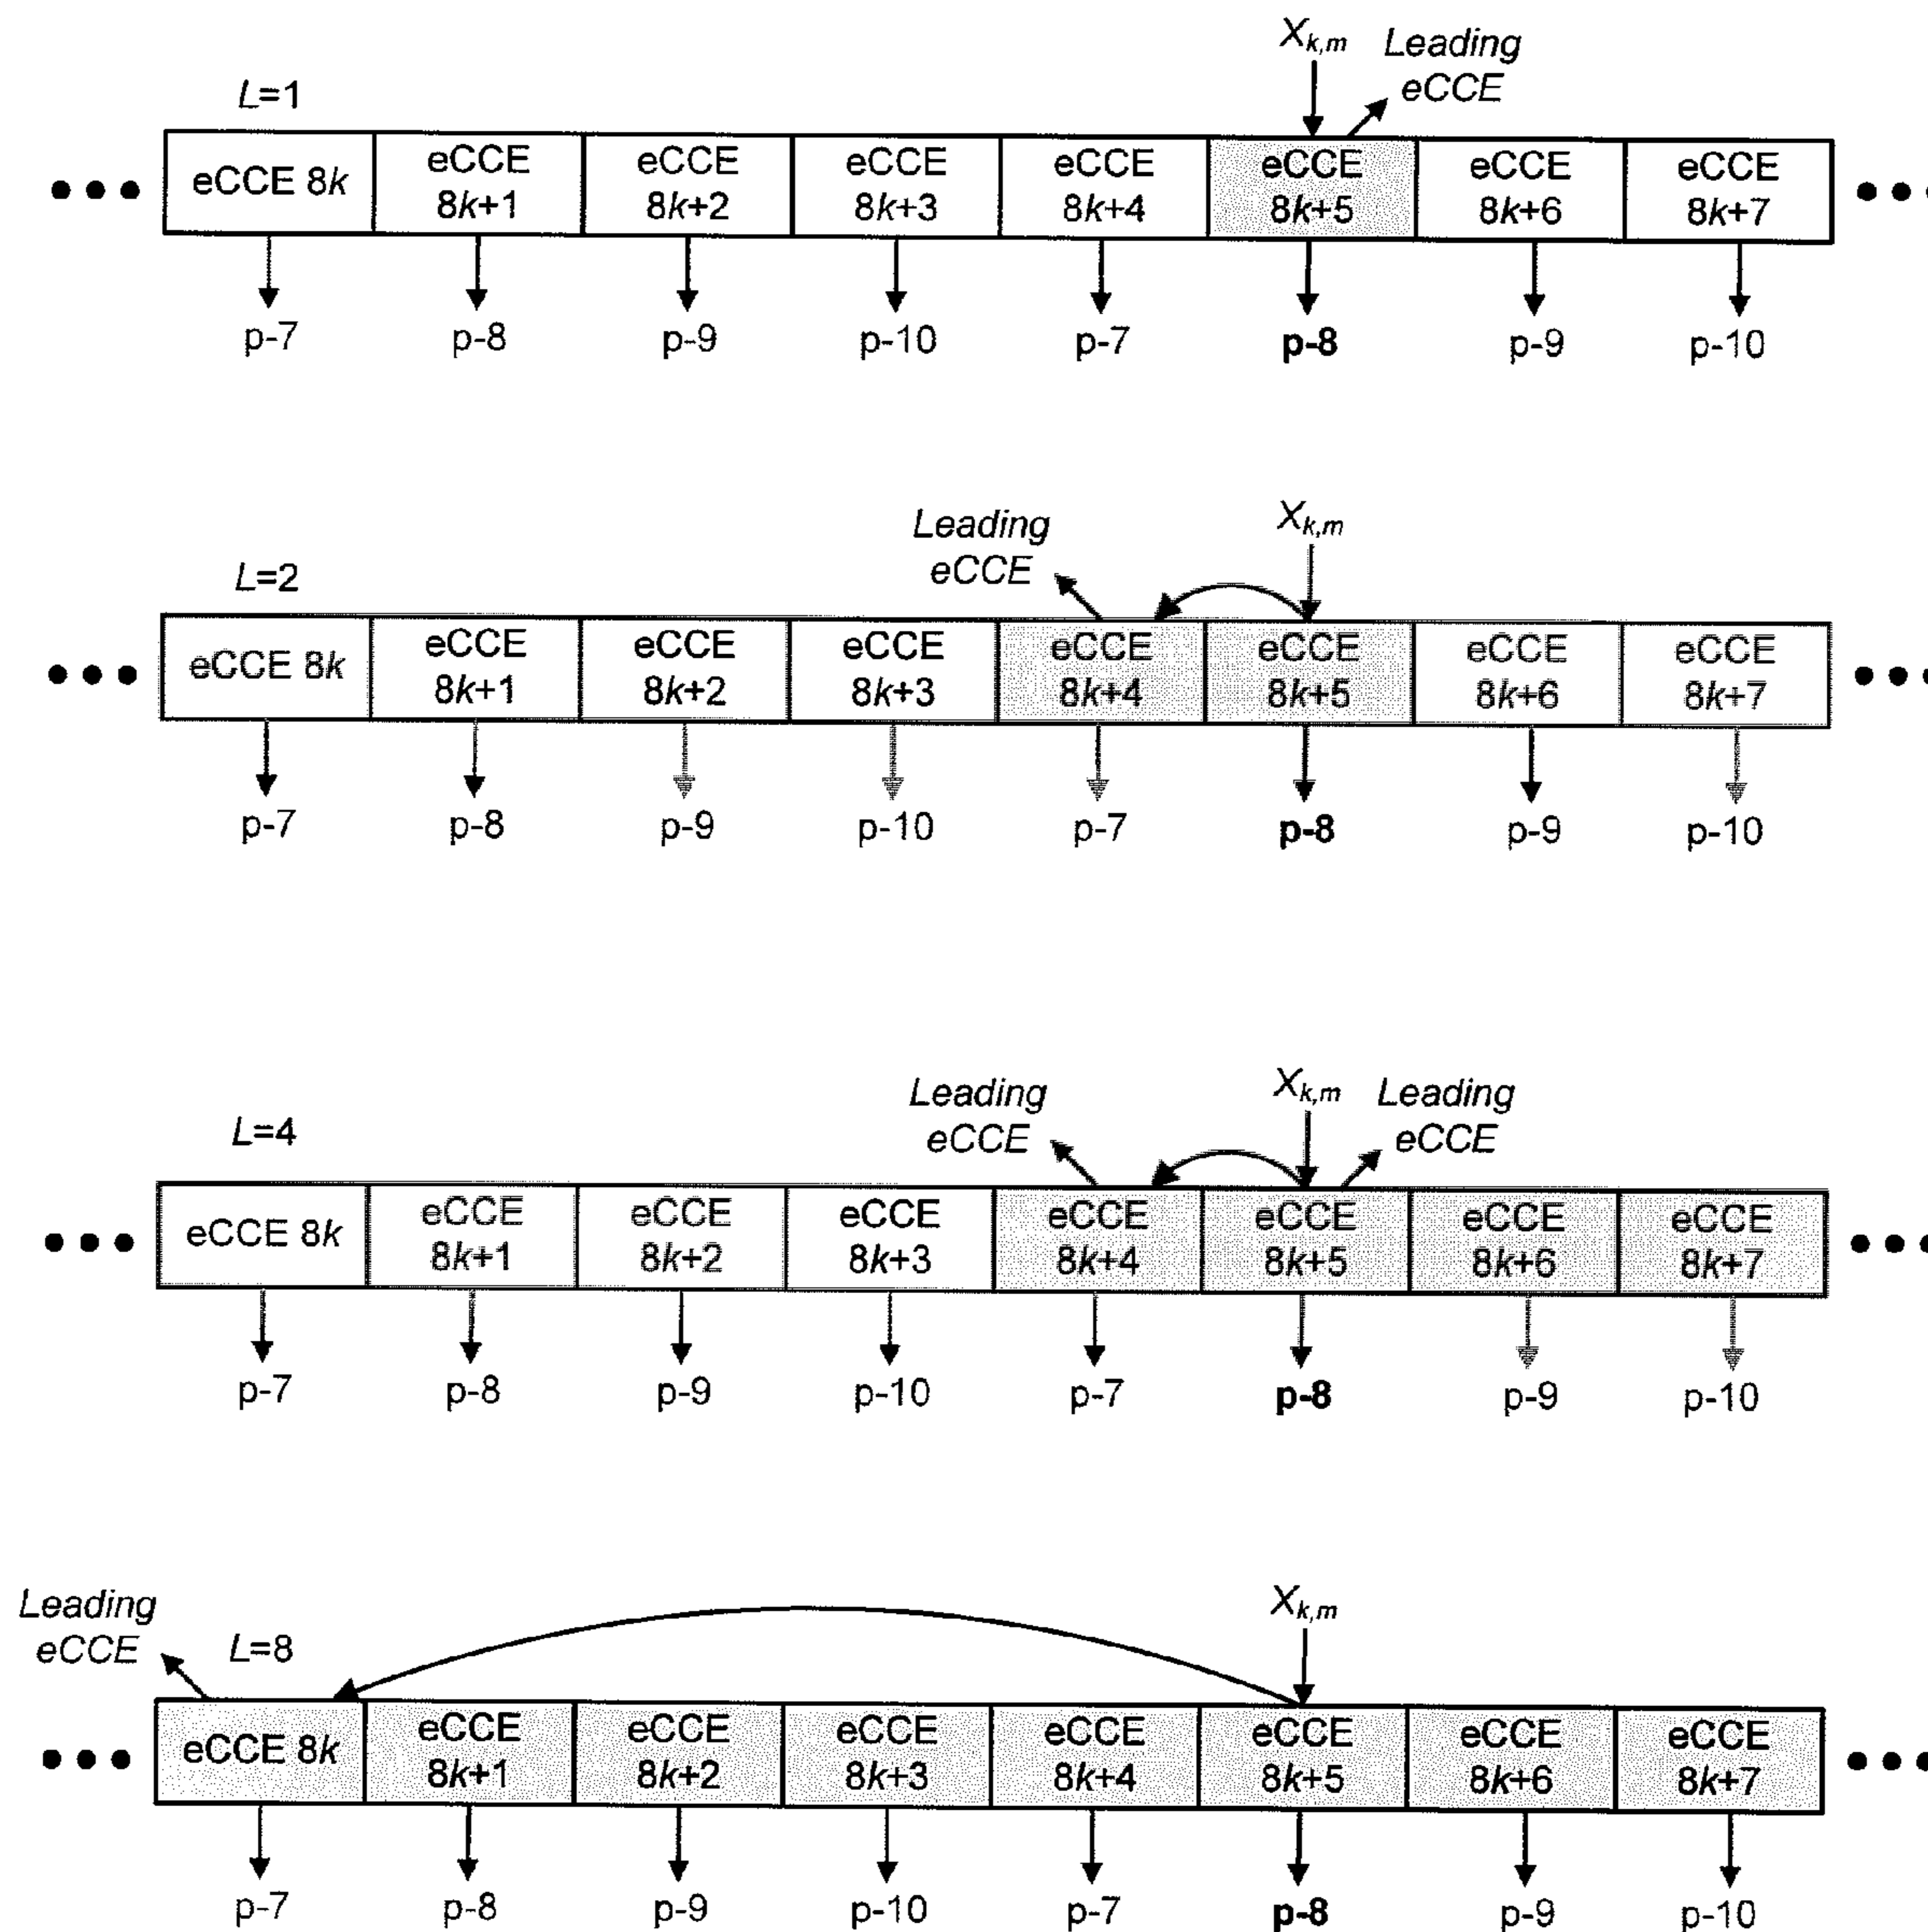 X_{k,m} Leading
eCCE
L=1
eCCE 8k eCCE 8k+1 eCCE 8k+2 eCCE 8k+3 eCCE 8k+4 eCCE 8k+5 eCCE 8k+6 eCCE 8k+7
p-7 p-8 p-9 p-10 p-7 p-8 p-9 p-10
Leading
eCCE
X_{k,m}
L=2
eCCE 8k eCCE 8k+1 eCCE 8k+2 eCCE 8k+3 eCCE 8k+4 eCCE 8k+5 eCCE 8k+6 eCCE 8k+7
p-7 p-8 p-9 p-10 p-7 p-8 p-9 p-10
Leading
eCCE
X_{k,m}
Leading
eCCE
L=4
eCCE 8k eCCE 8k+1 eCCE 8k+2 eCCE 8k+3 eCCE 8k+4 eCCE 8k+5 eCCE 8k+6 eCCE 8k+7
p-7 p-8 p-9 p-10 p-7 p-8 p-9 p-10
Leading
eCCE
L=8
X_{k,m}
eCCE 8k eCCE 8k+1 eCCE 8k+2 eCCE 8k+3 eCCE 8k+4 eCCE 8k+5 eCCE 8k+6 eCCE 8k+7
p-7 p-8 p-9 p-10 p-7 p-8 p-9 p-10